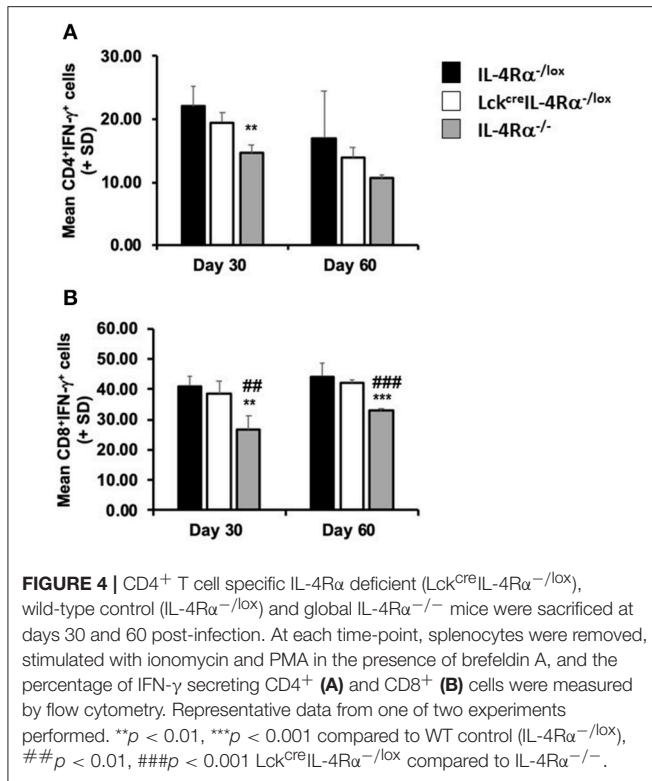 A
Mean CD4⁺IFN-γ⁺ cells
(+ SD)
30.00
20.00
10.00
0.00
Day 30
Day 60
**
IL-4Rα⁻/ˡᵒˣ
LckᶜʳᵉIL-4Rα⁻/ˡᵒˣ
IL-4Rα⁻/⁻
B
Mean CD8⁺IFN-γ⁺ cells
(+ SD)
60.00
50.00
40.00
30.00
20.00
10.00
00.00
Day 30
Day 60
##
**
###
***
FIGURE 4 | CD4⁺ T cell specific IL-4Rα deficient (LckᶜʳᵉIL-4Rα⁻/ˡᵒˣ),
wild-type control (IL-4Rα⁻/ˡᵒˣ) and global IL-4Rα⁻/⁻ mice were sacrificed at
days 30 and 60 post-infection. At each time-point, splenocytes were removed,
stimulated with ionomycin and PMA in the presence of brefeldin A, and the
percentage of IFN-γ secreting CD4⁺ (A) and CD8⁺ (B) cells were measured
by flow cytometry. Representative data from one of two experiments
performed. **p < 0.01, ***p < 0.001 compared to WT control (IL-4Rα⁻/ˡᵒˣ),
##p < 0.01, ###p < 0.001 LckᶜʳᵉIL-4Rα⁻/ˡᵒˣ compared to IL-4Rα⁻/⁻.